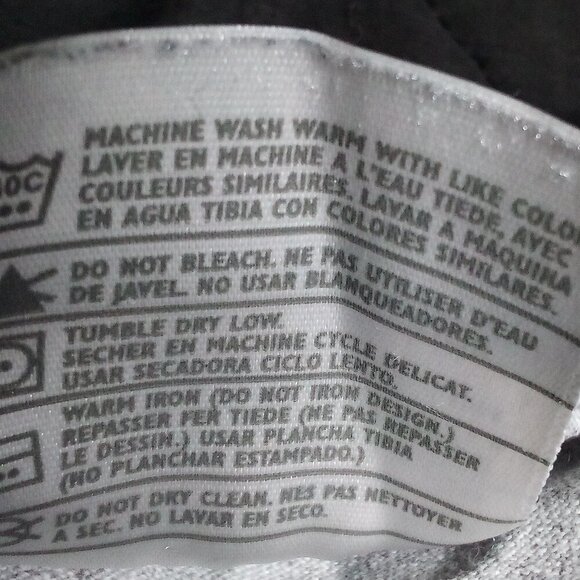 MACHINE WASH WARM WITH LIKE COLOR
LAVER EN MACHINE A L'EAU TIEDE, AVEC
COULEURS SIMILAIRES. LAVAR A MAQUINA
EN AGUA TIBIA CON COLORES SIMILARES.
0C
DO NOT BLEACH. NE PAS UTILISER D'EAU
DE JAVEL. NO USAR BLANQUEADORES.
TUMBLE DRY LOW.
SECHER EN MACHINE CYCLE DELICAT.
USAR SECADORA CICLO LENTO.
WARM IRON (DO NOT IRON DESIGN.)
REPASSER FER TIEDE (NE PAS REPASSER
LE DESSIN.) USAR PLANCHA TIBIA
(NO PLANCHAR ESTAMPADO.)
DO NOT DRY CLEAN. NES PAS NETTOYER
A SEC. NO LAVAR EN SECO.